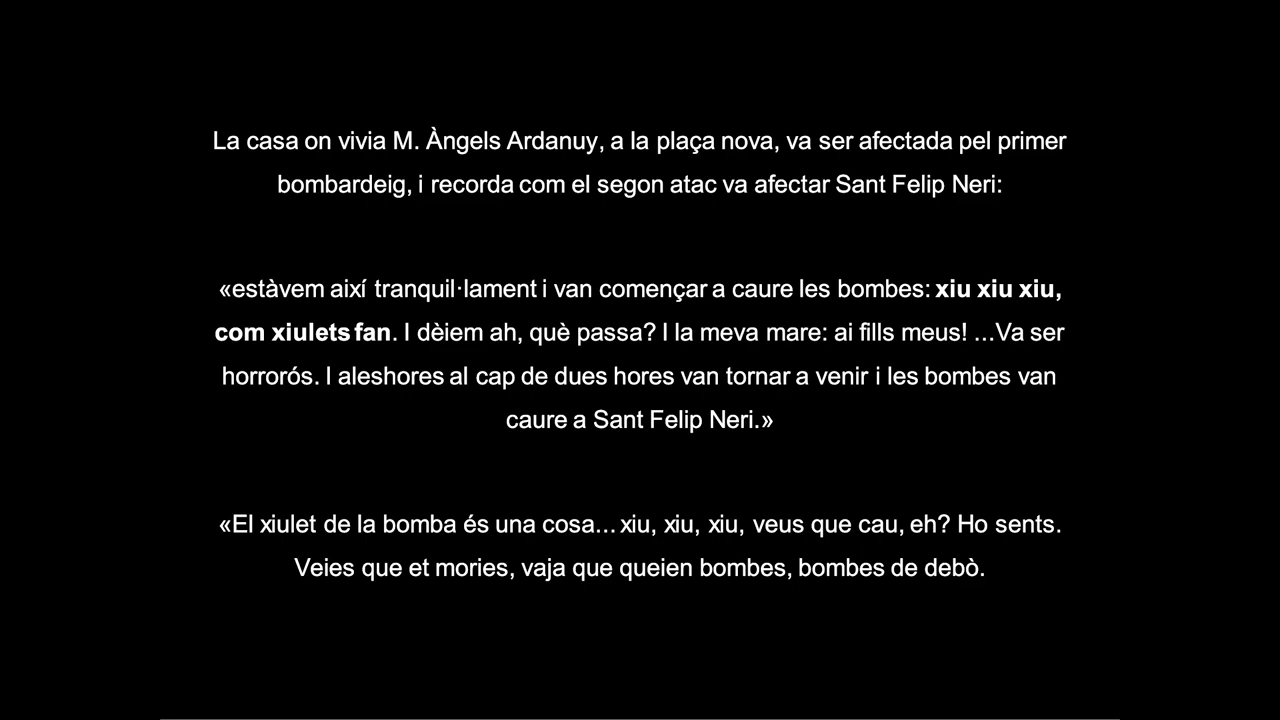 La casa on vivia M. Àngels Ardanuy, a la plaça nova, va ser afectada pel primer
bombardeig, i recorda com el segon atac va afectar Sant Felip Neri:
«estàvem així tranquil·lament i van començar a caure les bombes: xiu xiu xiu,
com xiulets fan. I dèiem ah, què passa? I la meva mare: ai fills meus! ...Va ser
horrorós. I aleshores al cap de dues hores van tornar a venir i les bombes van
caure a Sant Felip Neri.»
«El xiulet de la bomba és una cosa... xiu, xiu, xiu, veus que cau, eh? Ho sents.
Veies que et mories, vaja que queien bombes, bombes de debò.